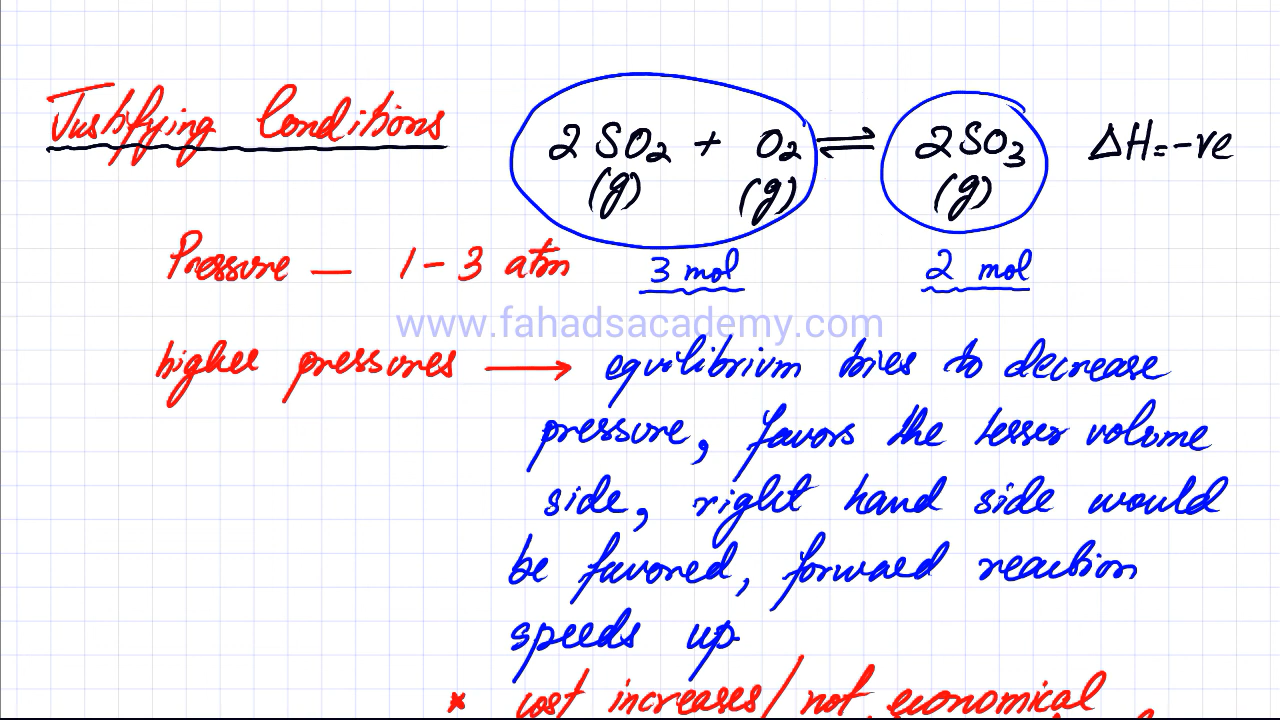 Justifying Conditions
2SO₂ + O₂ ⇌ 2SO₃ ΔH=-ve
(g) (g) (g)
Pressure — 1-3 atm 3 mol 2 mol
www.fahadsacademy.com
higher pressures → equilibrium tries to decrease
pressure, favors the lesser volume
side, right hand side would
be favored, forward reaction
speeds up
* cost increases/ not economical